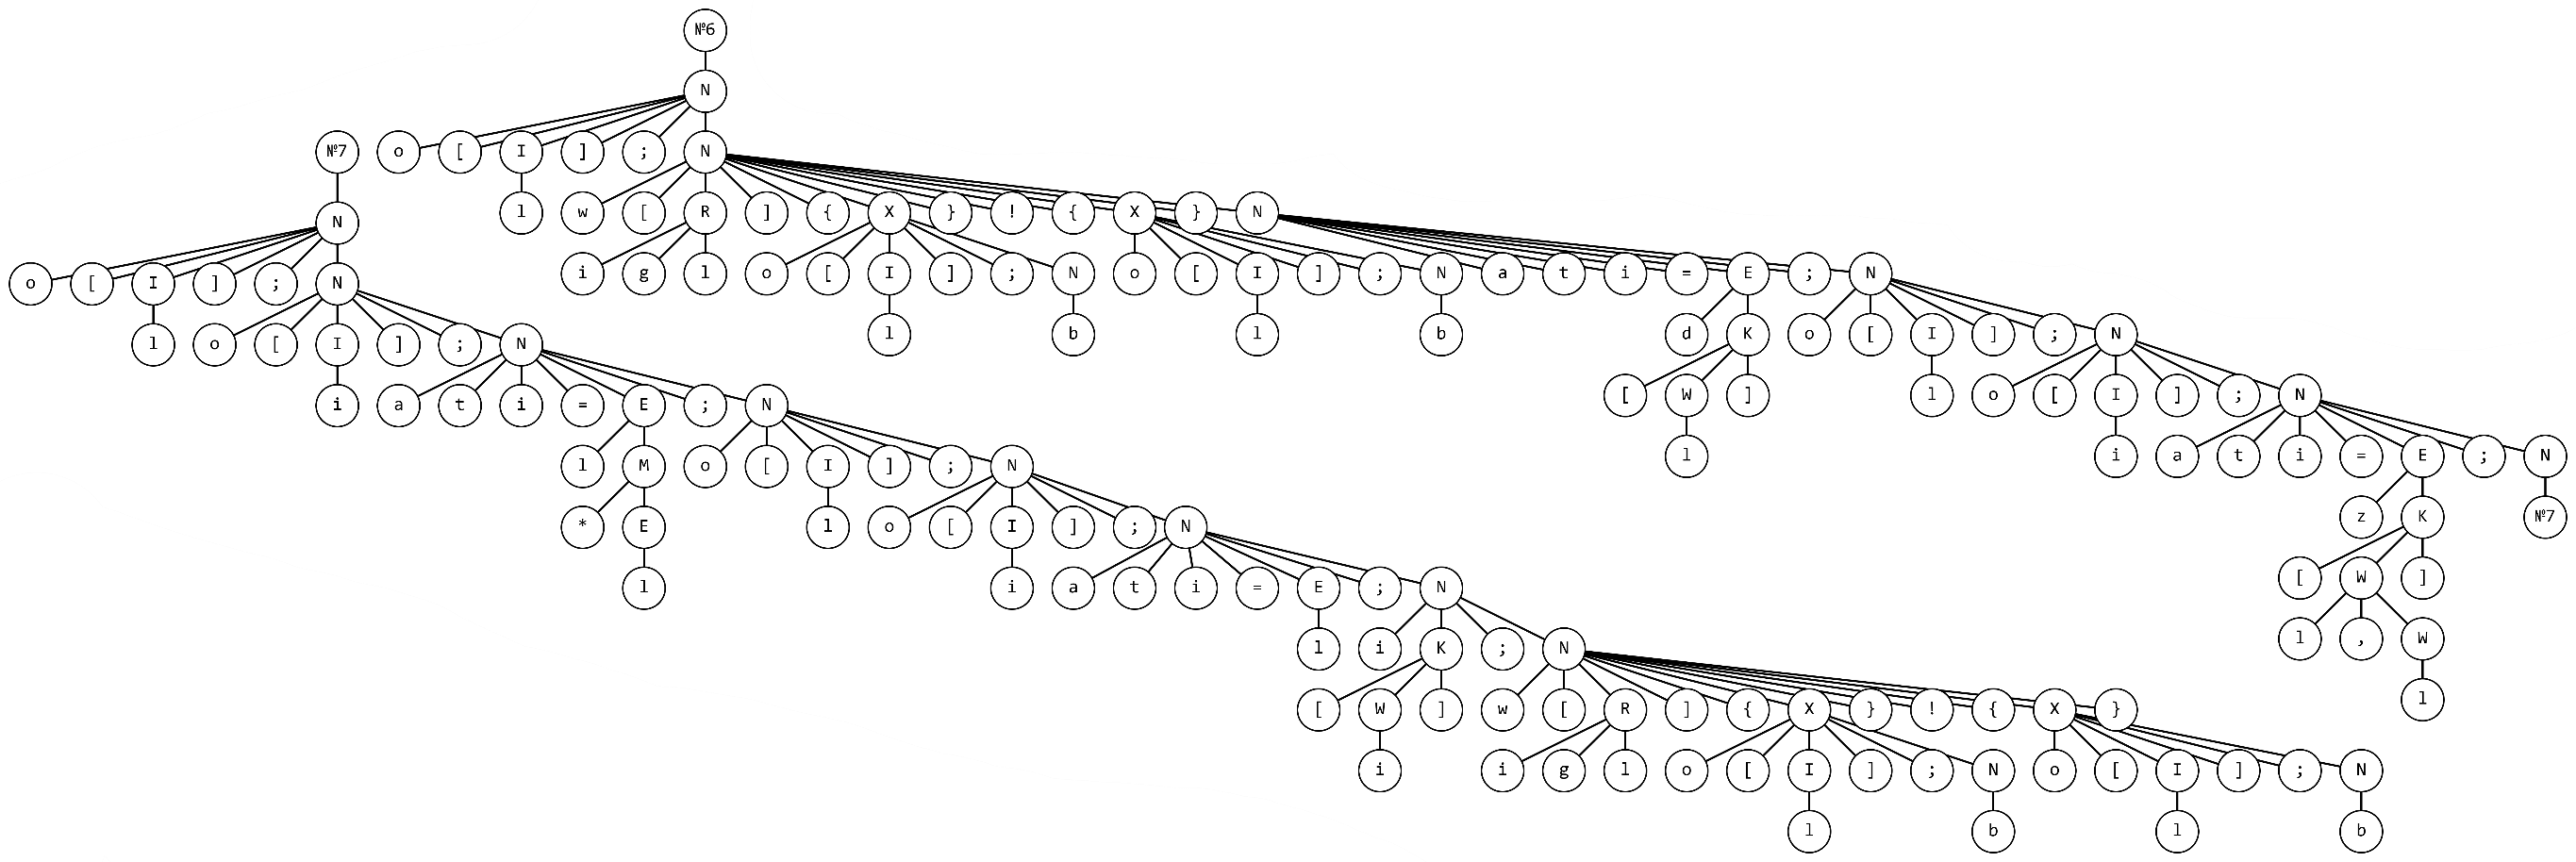 №6
N
№7 o [ I ] ; N
N l w [ R ] { X } ! { X } N
o [ I ] ; N i g l o [ I ] ; N o [ I ] ; N a t i = E ; N
l o [ I ] ; N l b l b d K o [ I ] ; N
i a t i = E ; N [ W ] l o [ I ] ; N
l M o [ I ] ; N l i a t i = E ; N
* E l o [ I ] ; N z K №7
l i a t i = E ; N [ W ]
l i K ; N l , W
[ W ] w [ R ] { X } ! { X } l
i i g l o [ I ] ; N o [ I ] ; N
l b l b